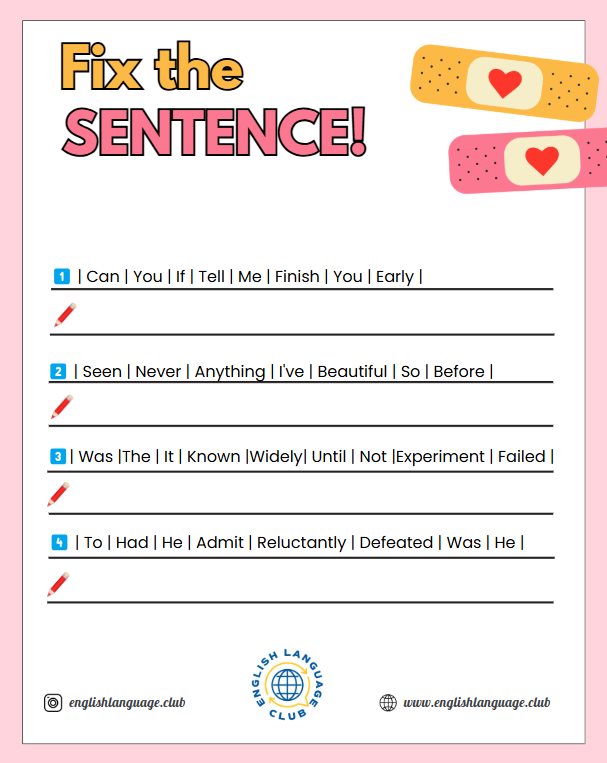 Fix the
SENTENCE!
1 | Can | You | If | Tell | Me | Finish | You | Early |
2 | Seen | Never | Anything | I've | Beautiful | So | Before |
3 | Was |The | It | Known |Widely| Until | Not |Experiment | Failed |
4 | To | Had | He | Admit | Reluctantly | Defeated | Was | He |
ENGLISH LANGUAGE
CLUB
englishlanguage.club
www.englishlanguage.club